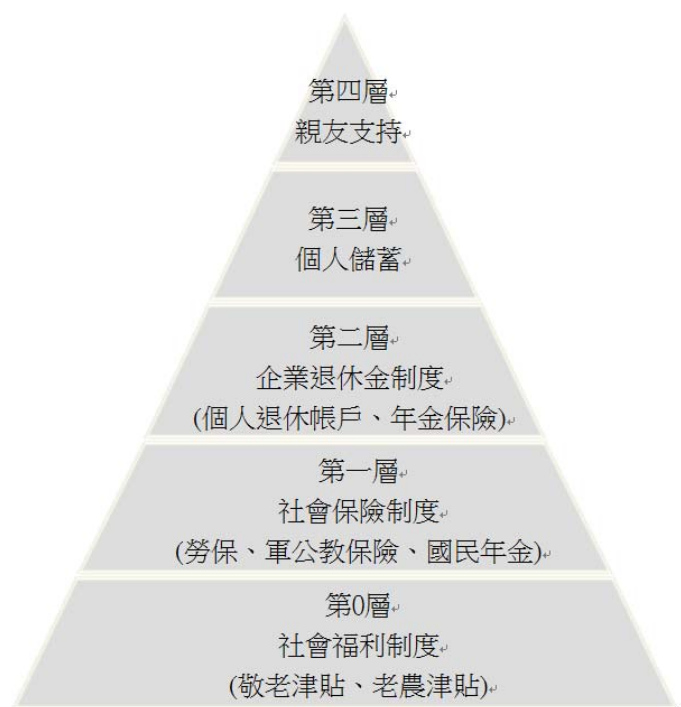 第四層
親友支持
第三層
個人儲蓄
第二層
企業退休金制度
(個人退休帳戶、年金保險)
第一層
社會保險制度
(勞保、軍公教保險、國民年金)
第0層
社會福利制度
(敬老津貼、老農津貼)